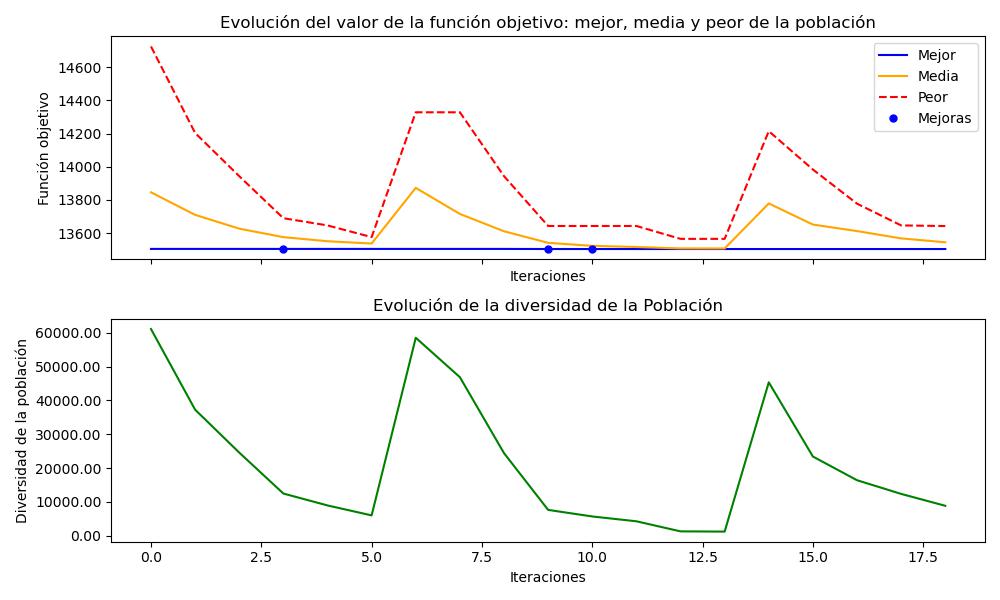 Evolución del valor de la función objetivo: mejor, media y peor de la población
Función objetivo
14600
14400
14200
14000
13800
13600
Mejor
Media
Peor
Mejoras
Iteraciones
Evolución de la diversidad de la Población
Diversidad de la población
60000.00
50000.00
40000.00
30000.00
20000.00
10000.00
0.00
0.0 2.5 5.0 7.5 10.0 12.5 15.0 17.5
Iteraciones